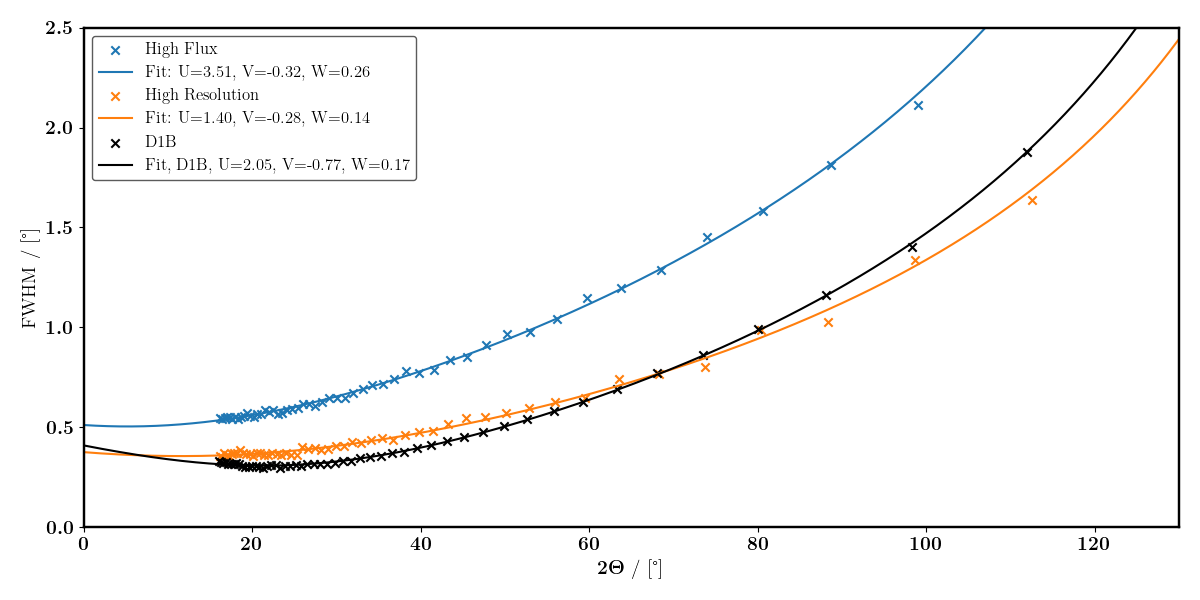 2.5
2.0
1.5
1.0
0.5
0.0
FWHM / [°]
High Flux
Fit: U=3.51, V=-0.32, W=0.26
High Resolution
Fit: U=1.40, V=-0.28, W=0.14
D1B
Fit, D1B, U=2.05, V=-0.77, W=0.17
0 20 40 60 80 100 120
2Θ / [°]